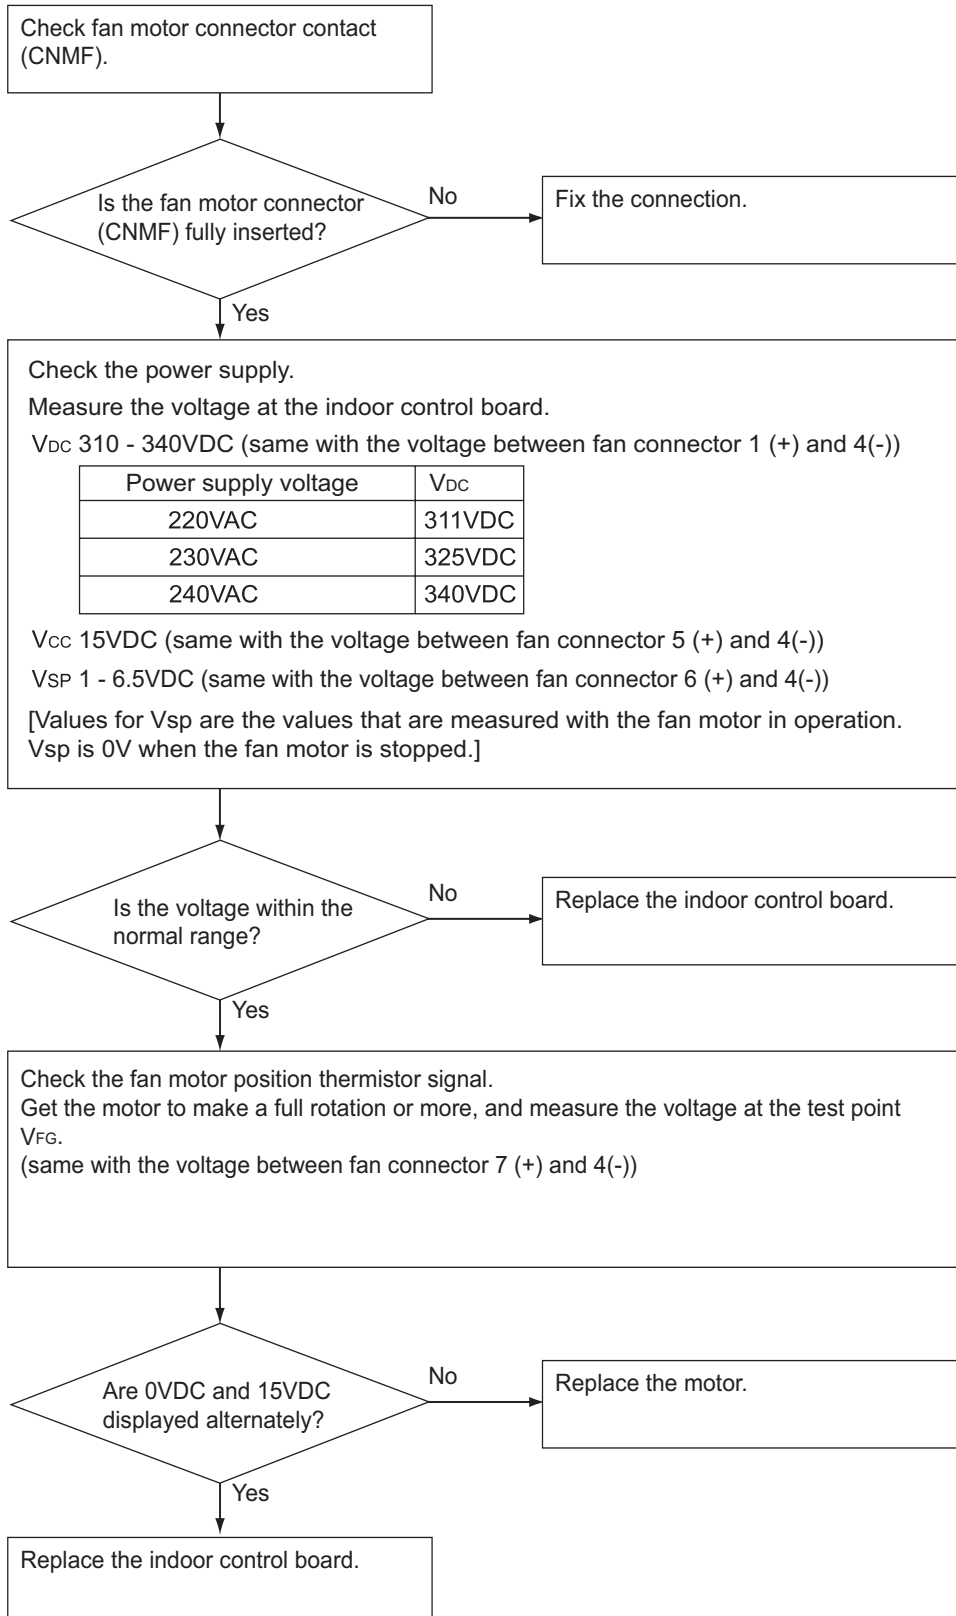 Check fan motor connector contact
(CNMF).
Is the fan motor connector
(CNMF) fully inserted?
No
Fix the connection.
Yes
Check the power supply.
Measure the voltage at the indoor control board.
VDC 310 - 340VDC (same with the voltage between fan connector 1 (+) and 4(-))
Power supply voltage VDC
220VAC 311VDC
230VAC 325VDC
240VAC 340VDC
VCC 15VDC (same with the voltage between fan connector 5 (+) and 4(-))
VSP 1 - 6.5VDC (same with the voltage between fan connector 6 (+) and 4(-))
[Values for Vsp are the values that are measured with the fan motor in operation.
Vsp is 0V when the fan motor is stopped.]
Is the voltage within the
normal range?
No
Replace the indoor control board.
Yes
Check the fan motor position thermistor signal.
Get the motor to make a full rotation or more, and measure the voltage at the test point
VFG.
(same with the voltage between fan connector 7 (+) and 4(-))
Are 0VDC and 15VDC
displayed alternately?
No
Replace the motor.
Yes
Replace the indoor control board.